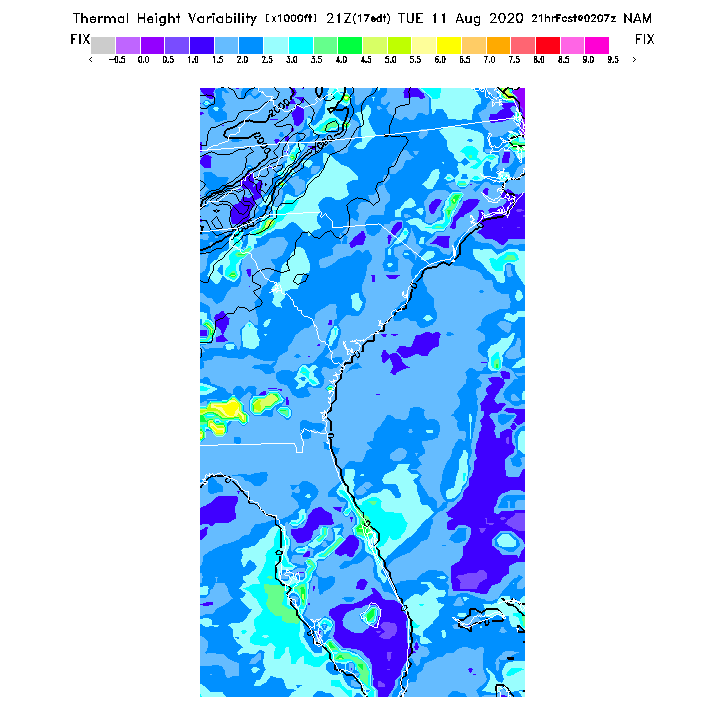 Thermal Height Variability [x1000ft] 21Z(17edt) TUE 11 Aug 2020 21hrFcst@0207z NAM
FIX FIX
< -0.5 0.0 0.5 1.0 1.5 2.0 2.5 3.0 3.5 4.0 4.5 5.0 5.5 6.0 6.5 7.0 7.5 8.0 8.5 9.0 9.5 >
2000
2000